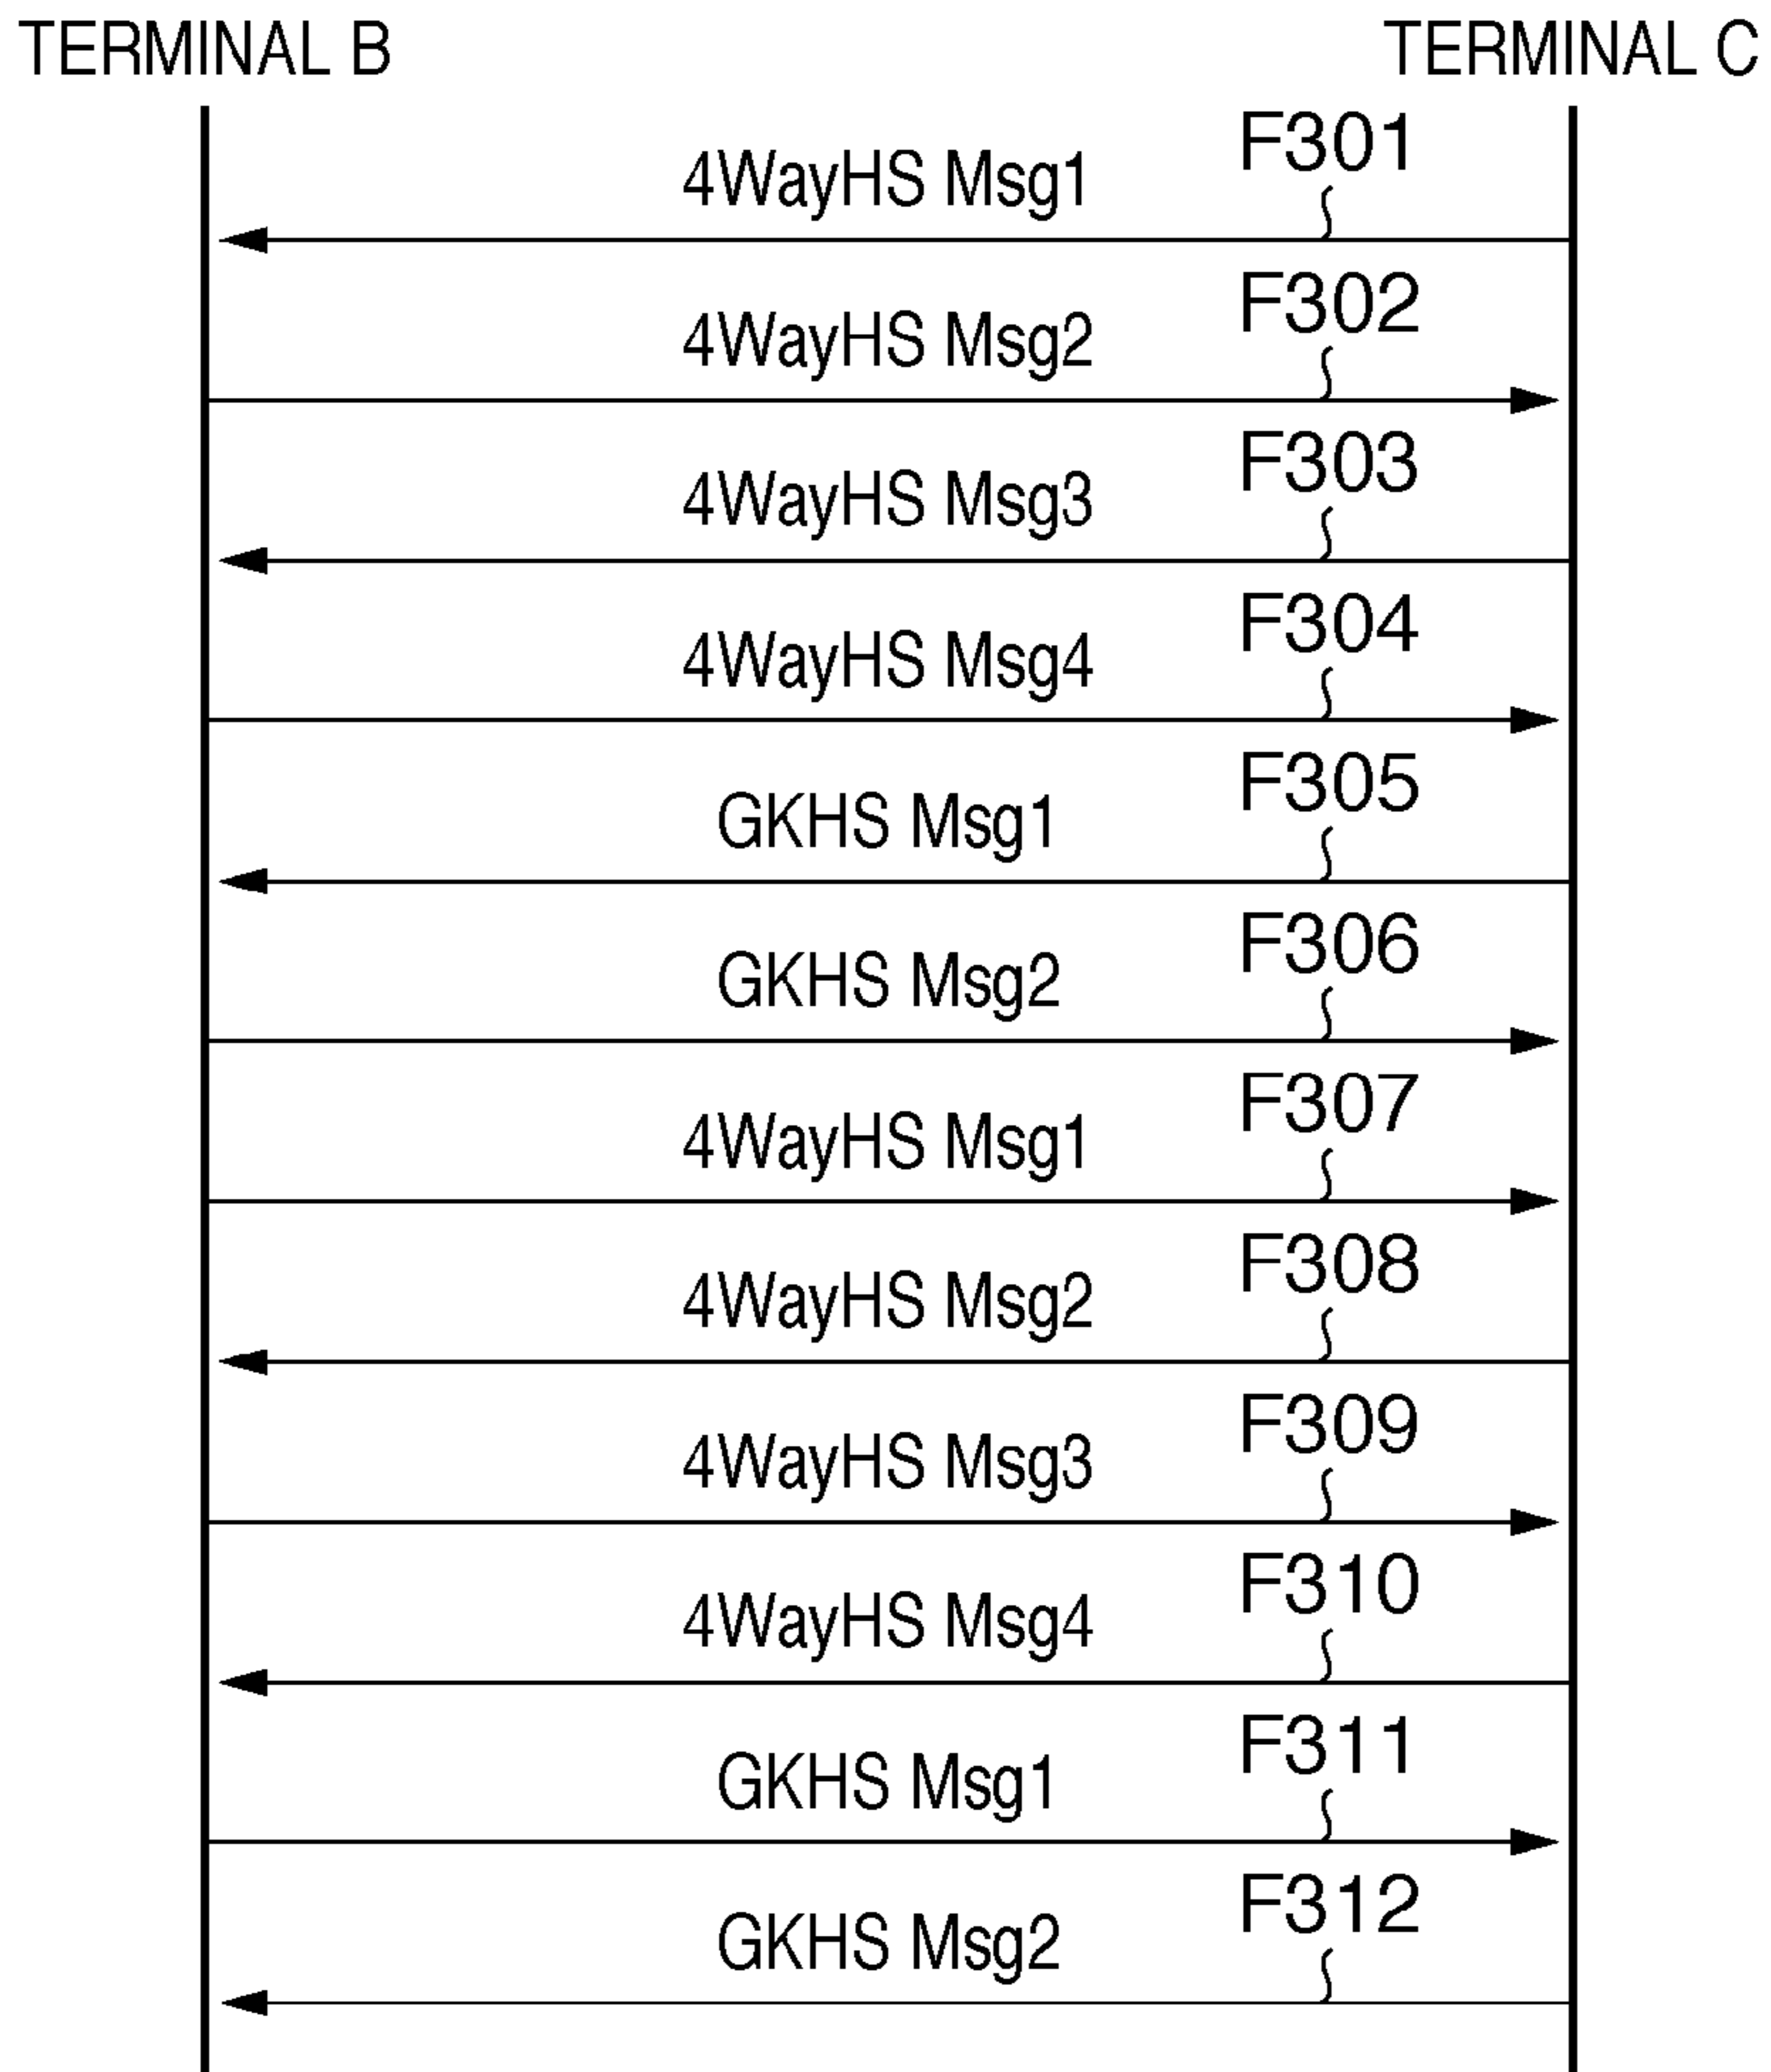 TERMINAL B
TERMINAL C
F301
4WayHS Msg1
F302
4WayHS Msg2
F303
4WayHS Msg3
F304
4WayHS Msg4
F305
GKHS Msg1
F306
GKHS Msg2
F307
4WayHS Msg1
F308
4WayHS Msg2
F309
4WayHS Msg3
F310
4WayHS Msg4
F311
GKHS Msg1
F312
GKHS Msg2